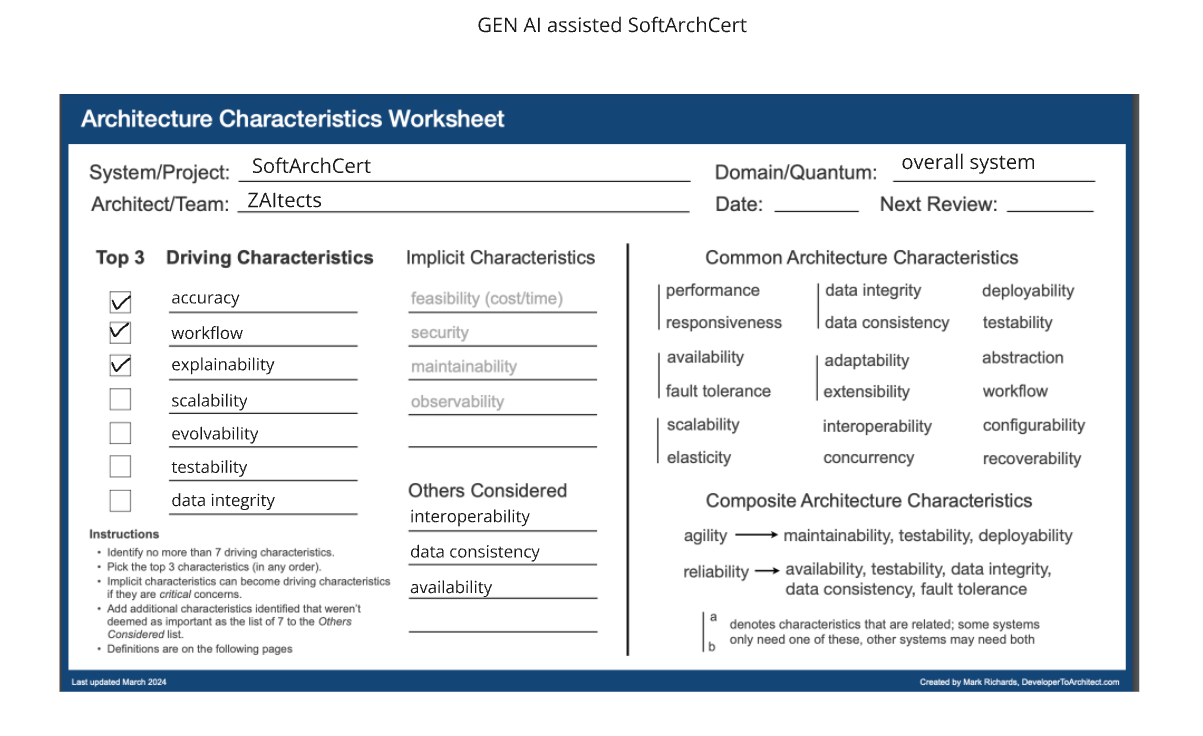 GEN AI assisted SoftArchCert
Architecture Characteristics Worksheet
System/Project: SoftArchCert
Domain/Quantum: overall system
Architect/Team: ZAItects
Date: Next Review:
Top 3 Driving Characteristics
accuracy
workflow
explainability
scalability
evolvability
testability
data integrity
Instructions
• Identify no more than 7 driving characteristics.
• Pick the top 3 characteristics (in any order).
• Implicit characteristics can become driving characteristics
if they are critical concerns.
• Add additional characteristics identified that weren't
deemed as important as the list of 7 to the Others
Considered list.
• Definitions are on the following pages
Implicit Characteristics
feasibility (cost/time)
security
maintainability
observability
Others Considered
interoperability
data consistency
availability
Common Architecture Characteristics
performance
responsiveness
availability
fault tolerance
scalability
elasticity
data integrity
data consistency
adaptability
extensibility
interoperability
concurrency
deployability
testability
abstraction
workflow
configurability
recoverability
Composite Architecture Characteristics
agility → maintainability, testability, deployability
reliability → availability, testability, data integrity,
data consistency, fault tolerance
a
b
denotes characteristics that are related; some systems
only need one of these, other systems may need both
Last updated March 2024
Created by Mark Richards, DeveloperToArchitect.com